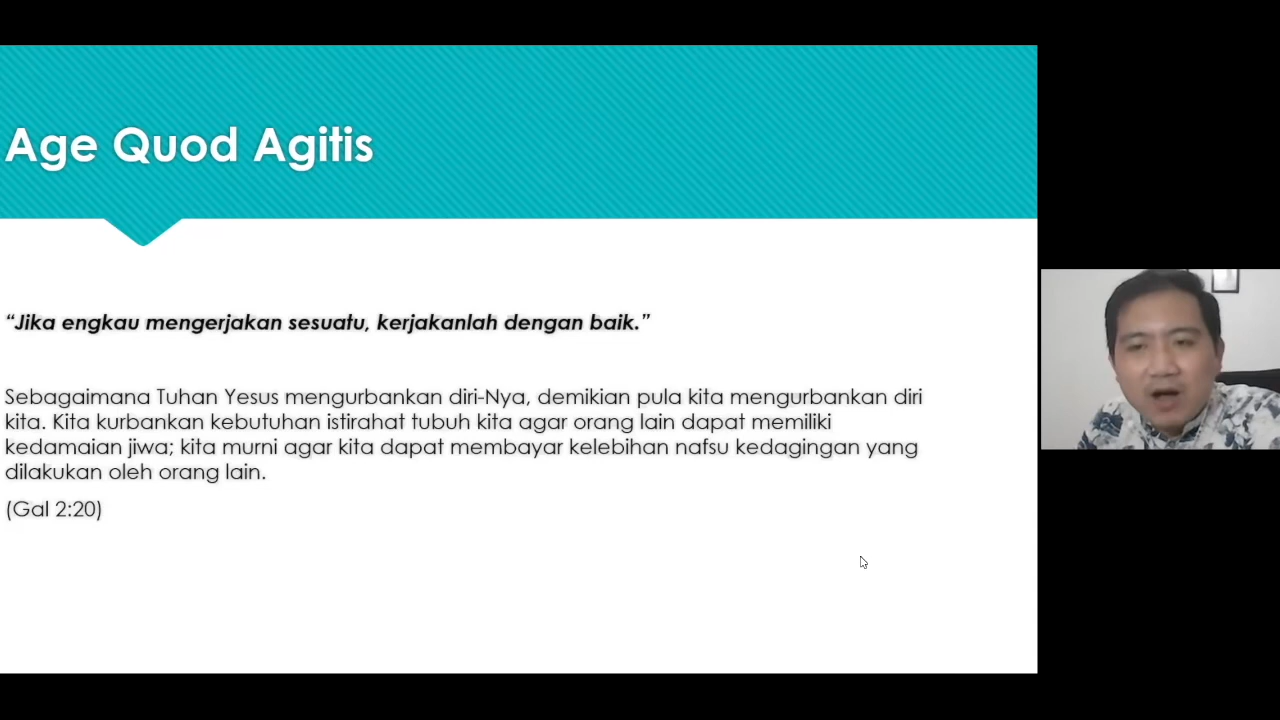 Age Quod Agitis
“Jika engkau mengerjakan sesuatu, kerjakanlah dengan baik.”
Sebagaimana Tuhan Yesus mengurbankan diri-Nya, demikian pula kita mengurbankan diri
kita. Kita kurbankan kebutuhan istirahat tubuh kita agar orang lain dapat memiliki
kedamaian jiwa; kita murni agar kita dapat membayar kelebihan nafsu kedagingan yang
dilakukan oleh orang lain.
(Gal 2:20)